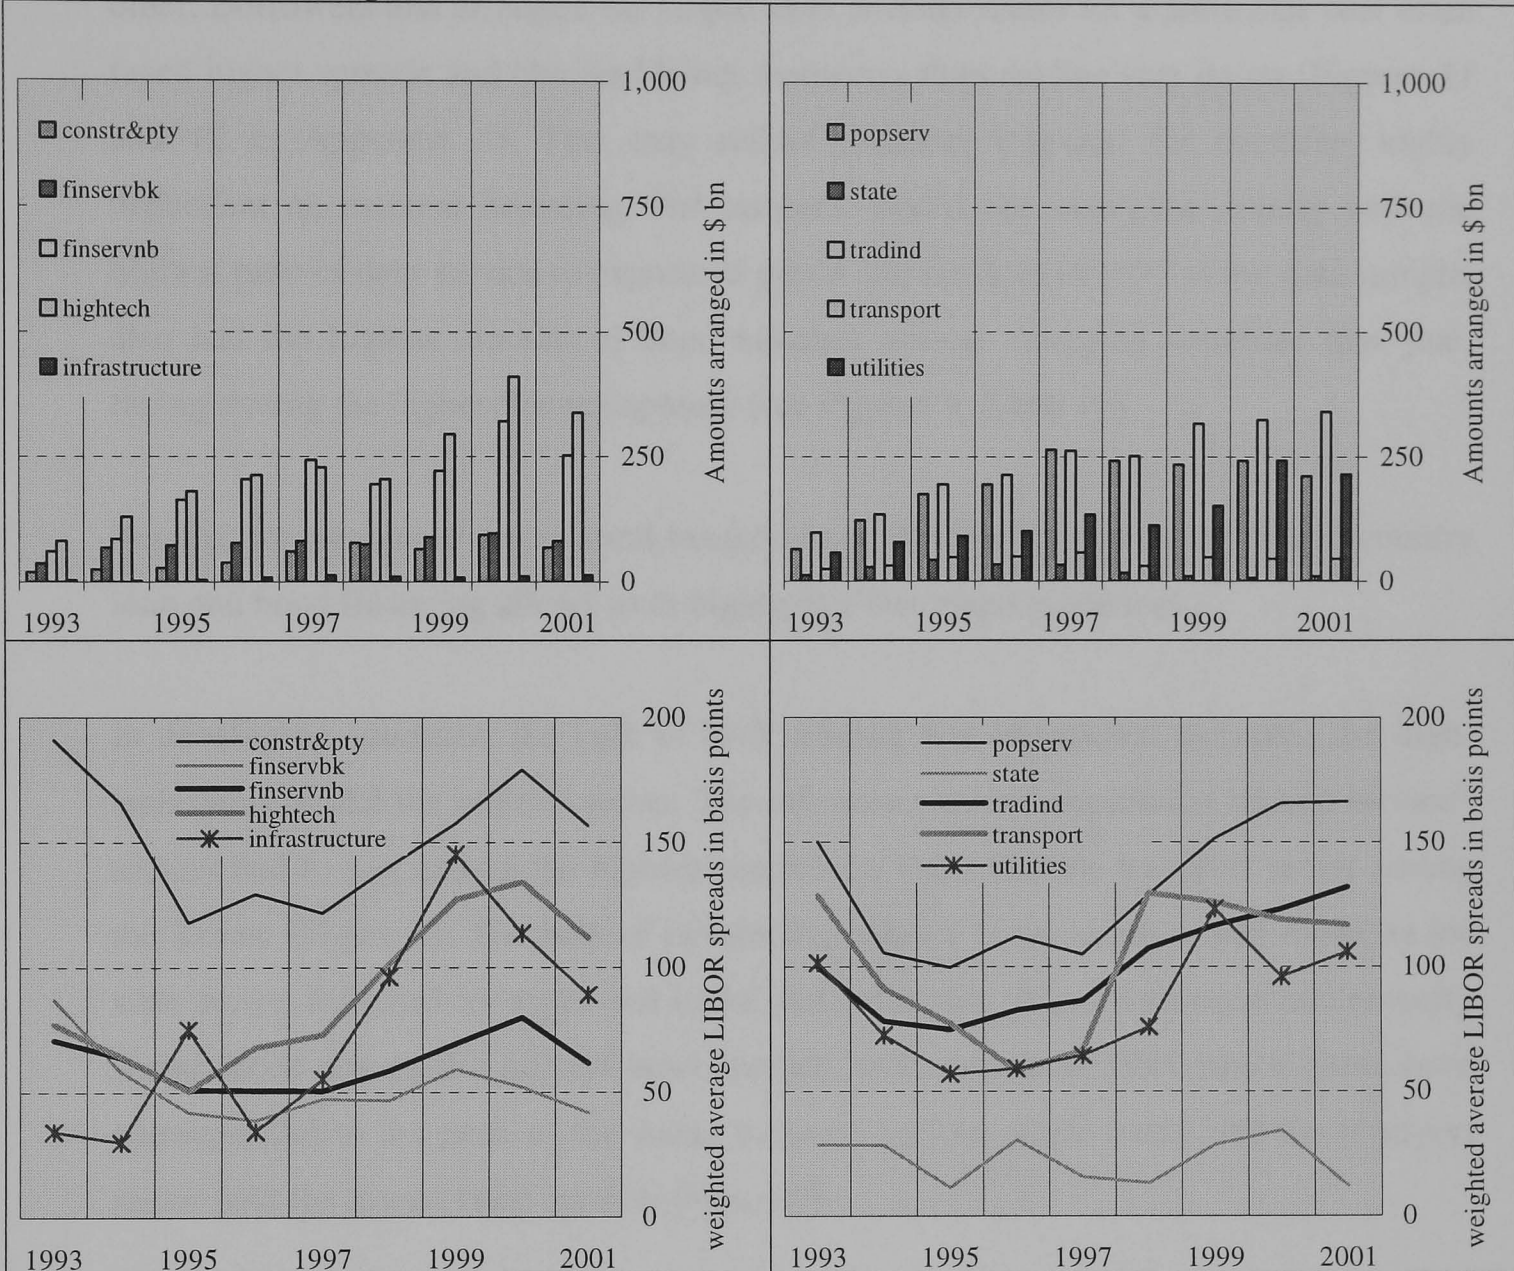 constr&pty
finservbk
finservnb
hightech
infrastructure
1,000
750
500
250
0
Amounts arranged in $ bn
1993 1995 1997 1999 2001
popserv
state
tradind
transport
utilities
1,000
750
500
250
0
Amounts arranged in $ bn
1993 1995 1997 1999 2001
constr&pty
finservbk
finservnb
hightech
infrastructure
200
150
100
50
0
weighted average LIBOR spreads in basis points
1993 1995 1997 1999 2001
popserv
state
tradind
transport
utilities
200
150
100
50
0
weighted average LIBOR spreads in basis points
1993 1995 1997 1999 2001